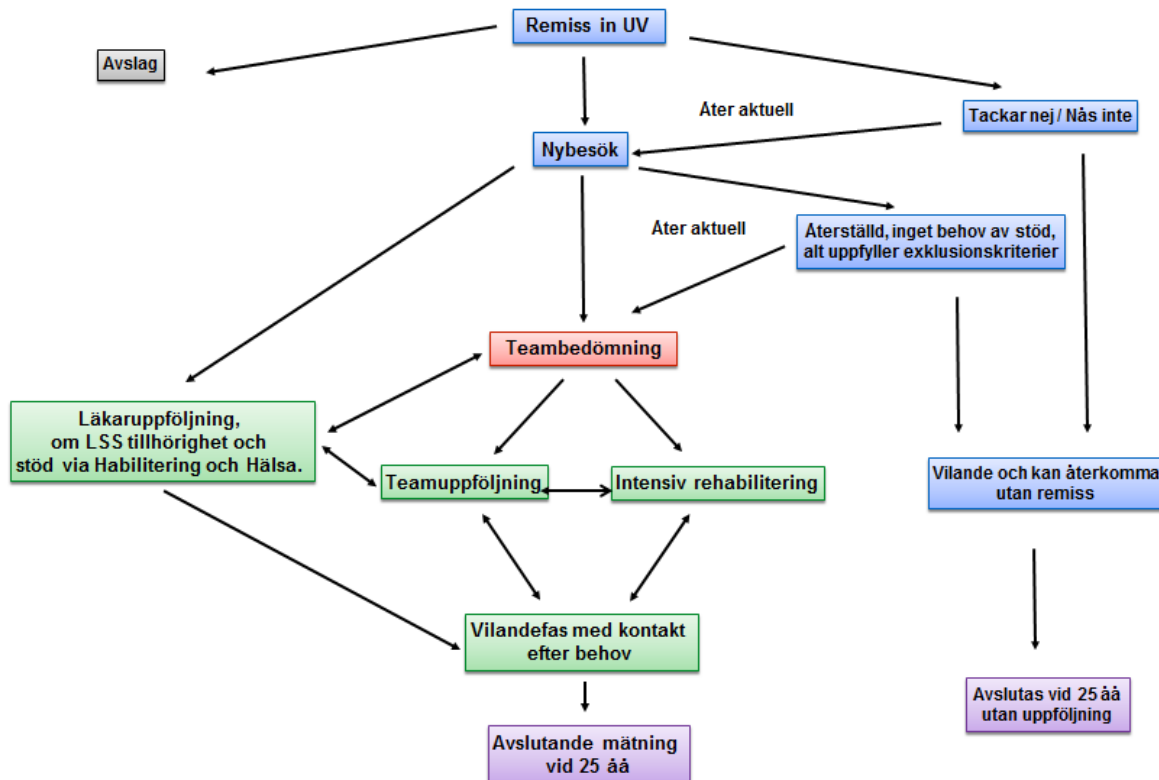 Remiss in UV
Avslag
Åter aktuell
Tackar nej / Nås inte
Nybesök
Åter aktuell
Återställd, inget behov av stöd,
alt uppfyller exklusionskriterier
Teambedömning
Läkaruppföljning,
om LSS tillhörighet och
stöd via Habilitering och Hälsa.
Teamuppföljning
Intensiv rehabilitering
Vilande och kan återkomma
utan remiss
Vilandefas med kontakt
efter behov
Avslutas vid 25 åå
utan uppföljning
Avslutande mätning
vid 25 åå